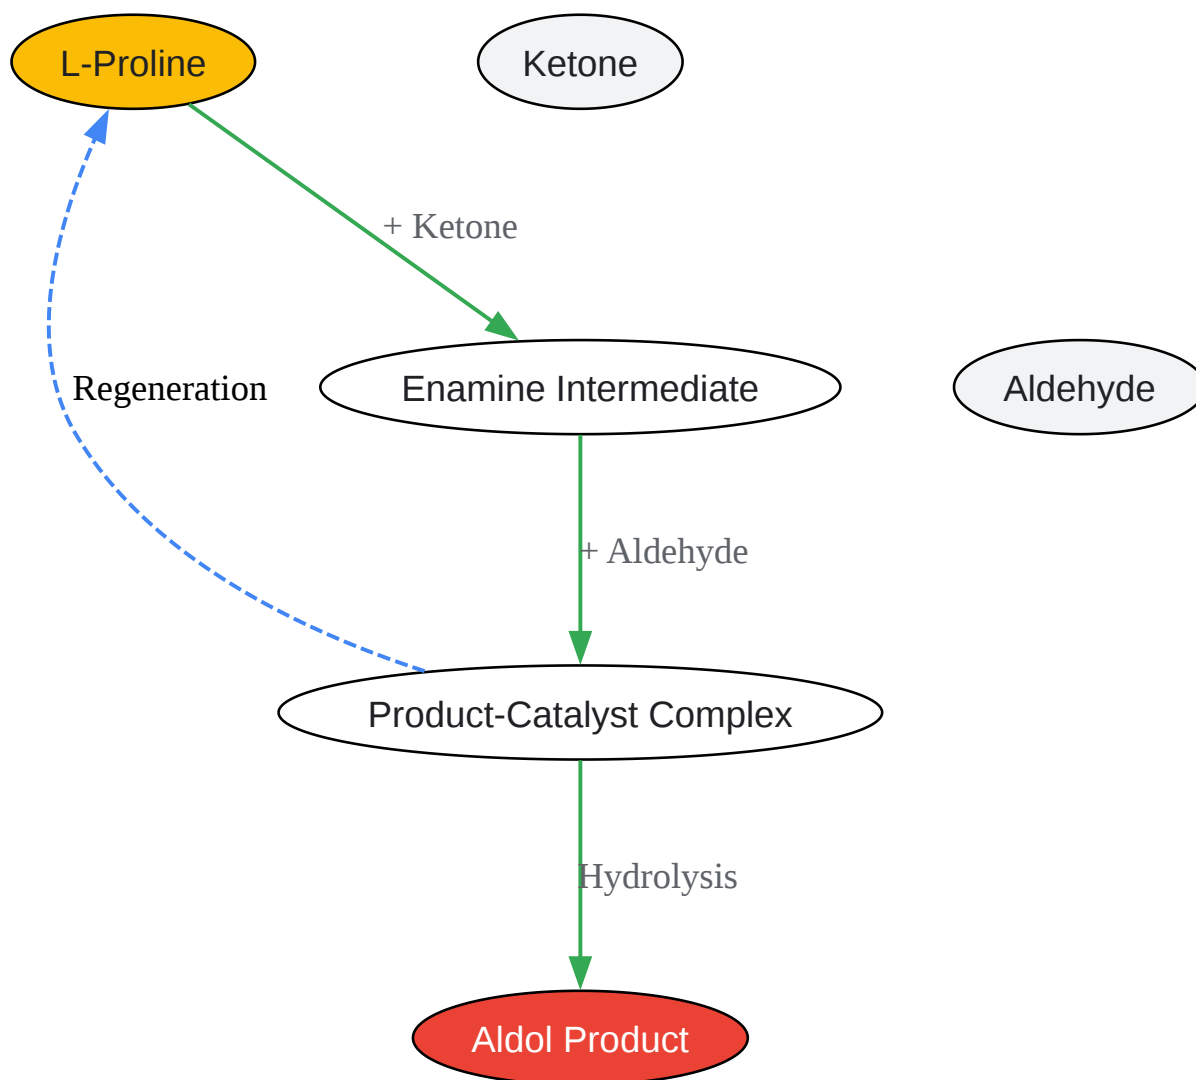 L-Proline
Ketone
+ Ketone
Regeneration
Enamine Intermediate
Aldehyde
+ Aldehyde
Product-Catalyst Complex
Hydrolysis
Aldol Product